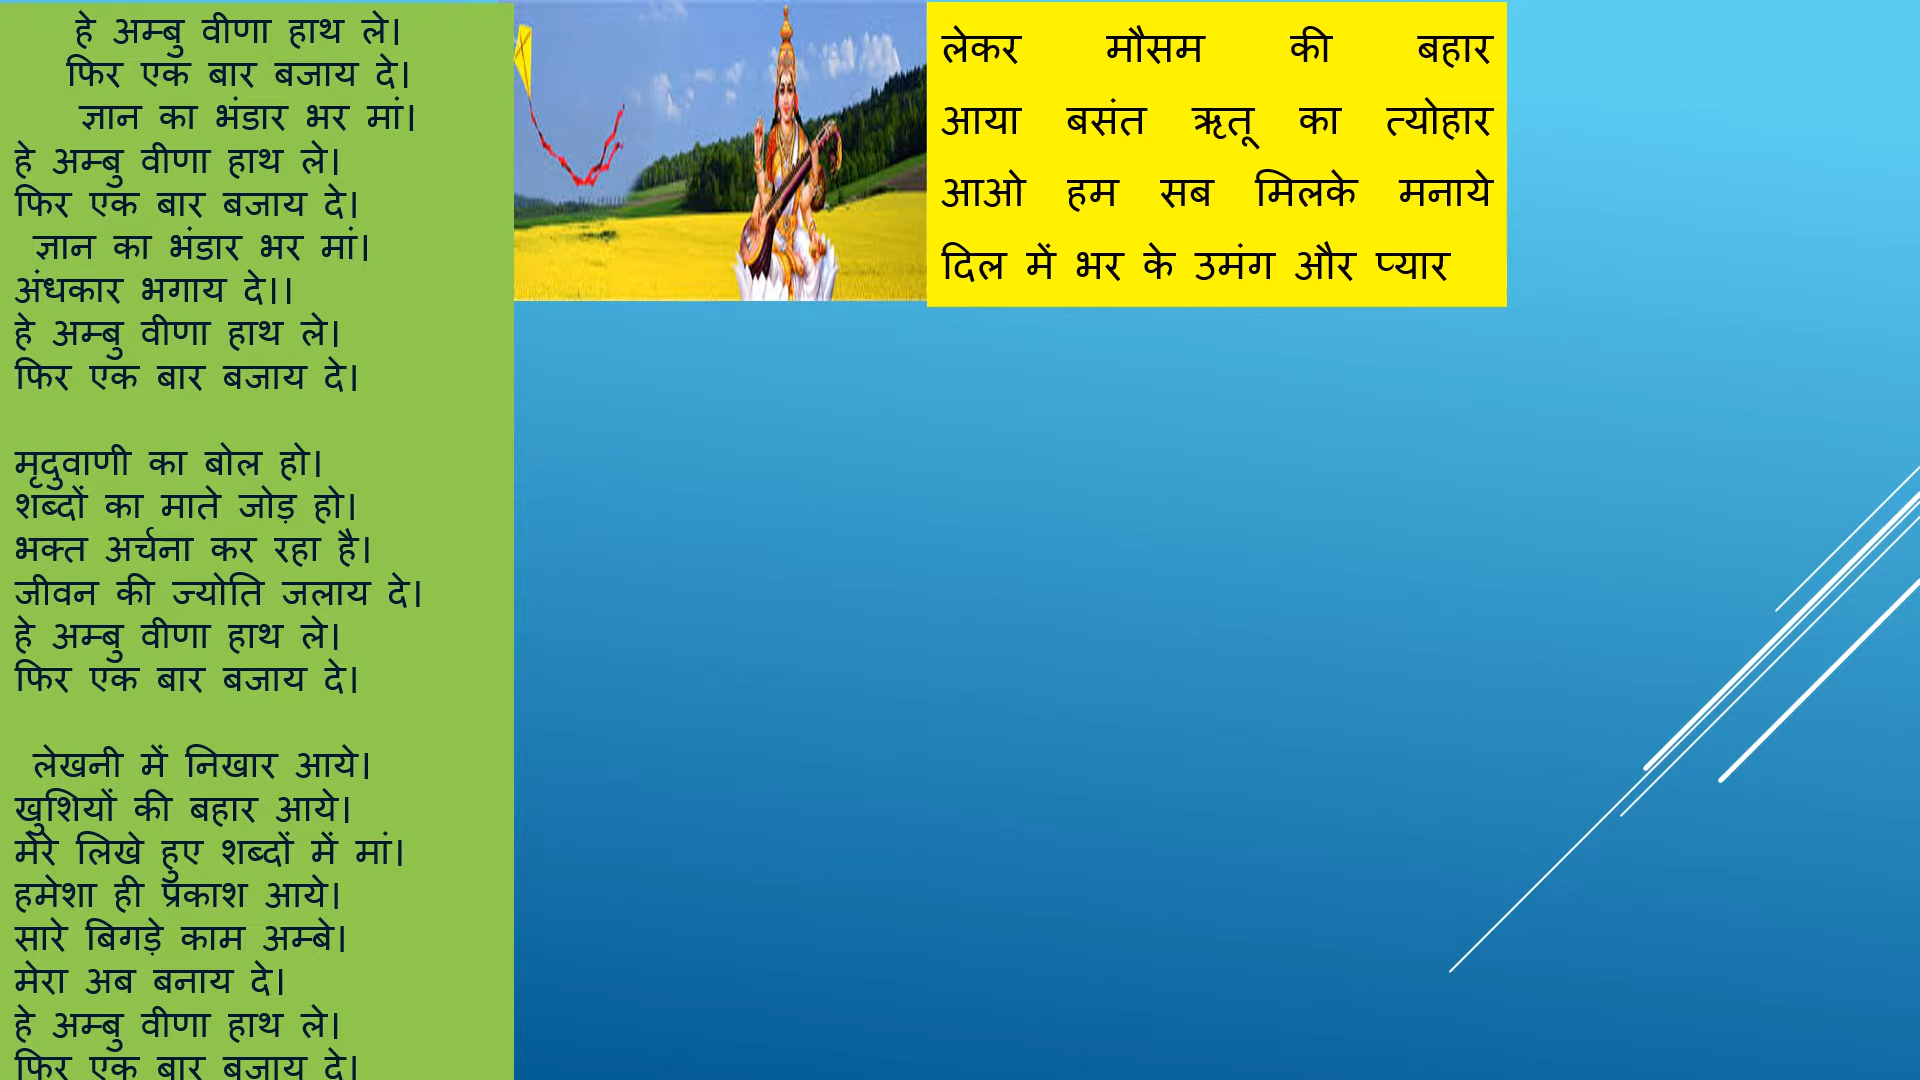 हे अम्बु वीणा हाथ ले।
फिर एक बार बजाय दे।
ज्ञान का भंडार भर मां।
हे अम्बु वीणा हाथ ले।
फिर एक बार बजाय दे।
ज्ञान का भंडार भर मां।
अंधकार भगाय दे।।
हे अम्बु वीणा हाथ ले।
फिर एक बार बजाय दे।
मृदुवाणी का बोल हो।
शब्दों का माते जोड़ हो।
भक्त अर्चना कर रहा है।
जीवन की ज्योति जलाय दे।
हे अम्बु वीणा हाथ ले।
फिर एक बार बजाय दे।
लेखनी में निखार आये।
खुशियों की बहार आये।
मेरे लिखे हुए शब्दों में मां।
हमेशा ही प्रकाश आये।
सारे बिगड़े काम अम्बे।
मेरा अब बनाय दे।
हे अम्बु वीणा हाथ ले।
फिर एक बार बजाय दे।
लेकर मौसम की बहार
आया बसंत ऋतू का त्योहार
आओ हम सब मिलके मनाये
दिल में भर के उमंग और प्यार